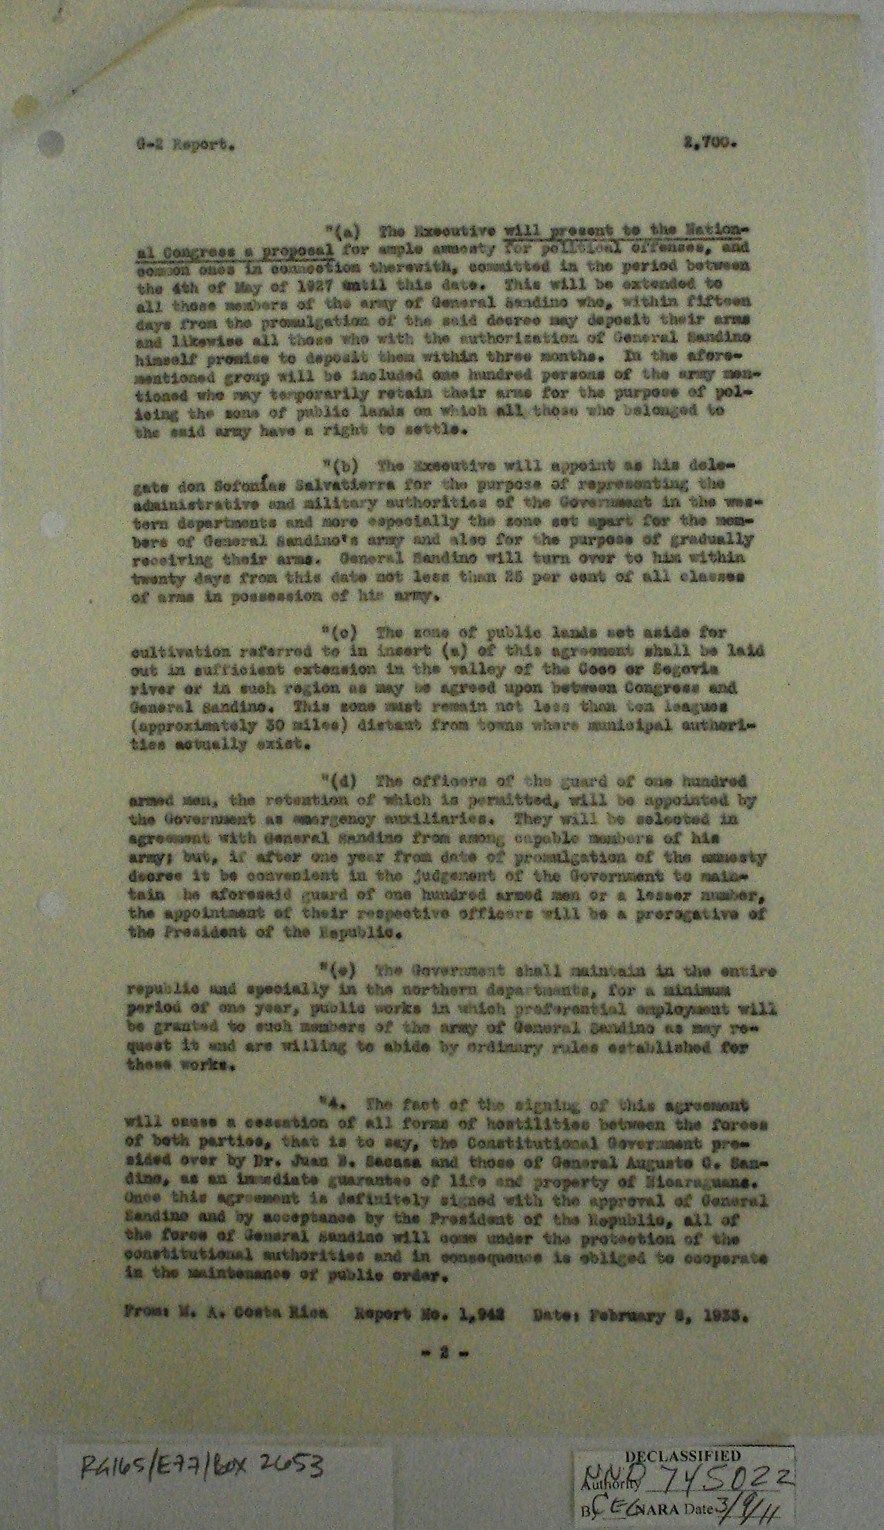 G-2 Report. 2,700.
"(a) The Executive will present to the Nation-
al Congress a proposal for ample amnesty for political offenses, and
common ones in connection therewith, committed in the period between
the 4th of May of 1927 until this date. This will be extended to
all those members of the army of General Sandino who, within fifteen
days from the promulgation of the said decree may deposit their arms
and likewise all those who with the authorization of General Sandino
himself promise to deposit them within three months. In the afore-
mentioned group will be included one hundred persons of the army men-
tioned who may temporarily retain their arms for the purpose of pol-
icing the zone of public lands on which all those who belonged to
the said army have a right to settle.
"(b) The Executive will appoint as his dele-
gate don Sofonías Salvatierra for the purpose of representing the
administrative and military authorities of the Government in the wes-
tern departments and more especially the zone set apart for the mem-
bers of General Sandino's army and also for the purpose of gradually
receiving their arms. General Sandino will turn over to him within
twenty days from this date not less than 25 per cent of all classes
of arms in possession of his army.
"(c) The zone of public lands set aside for
cultivation referred to in insert (a) of this agreement shall be laid
out in sufficient extension in the valley of the Coco or Segovia
river or in such region as may be agreed upon between Congress and
General Sandino. This zone must remain not less than ten leagues
(approximately 30 miles) distant from towns where municipal authori-
ties actually exist.
"(d) The officers of the guard of one hundred
armed men, the retention of which is permitted, will be appointed by
the Government as emergency auxiliaries. They will be selected in
agreement with General Sandino from among capable members of his
army; but, if after one year from date of promulgation of the amnesty
decree it be convenient in the judgement of the Government to main-
tain he aforesaid guard of one hundred armed men or a lesser number,
the appointment of their respective officers will be a prerogative of
the President of the Republic.
"(e) The Government shall maintain in the entire
republic and specially in the northern departments, for a minimum
period of one year, public works in which preferential employment will
be granted to such members of the army of General Sandino as may re-
quest it and are willing to abide by ordinary rules established for
these works.
"4. The fact of the signing of this agreement
will cause a cessation of all forms of hostilities between the forces
of both parties, that is to say, the Constitutional Government pre-
sided over by Dr. Juan B. Sacasa and those of General Augusto C. San-
dino, as an immediate guarantee of life and property of Nicaraguans.
Once this agreement is definitely signed with the approval of General
Sandino and by acceptance by the President of the Republic, all of
the force of General Sandino will come under the protection of the
constitutional authorities and in consequence is obliged to cooperate
in the maintenance of public order.
From: M. A. Costa Rica Report No. 1,942 Date: February 8, 1933.
- 2 -
RG165/E77/Box 2653
DECLASSIFIED
Authority NND 745022
By CEG NARA Date 3/9/11